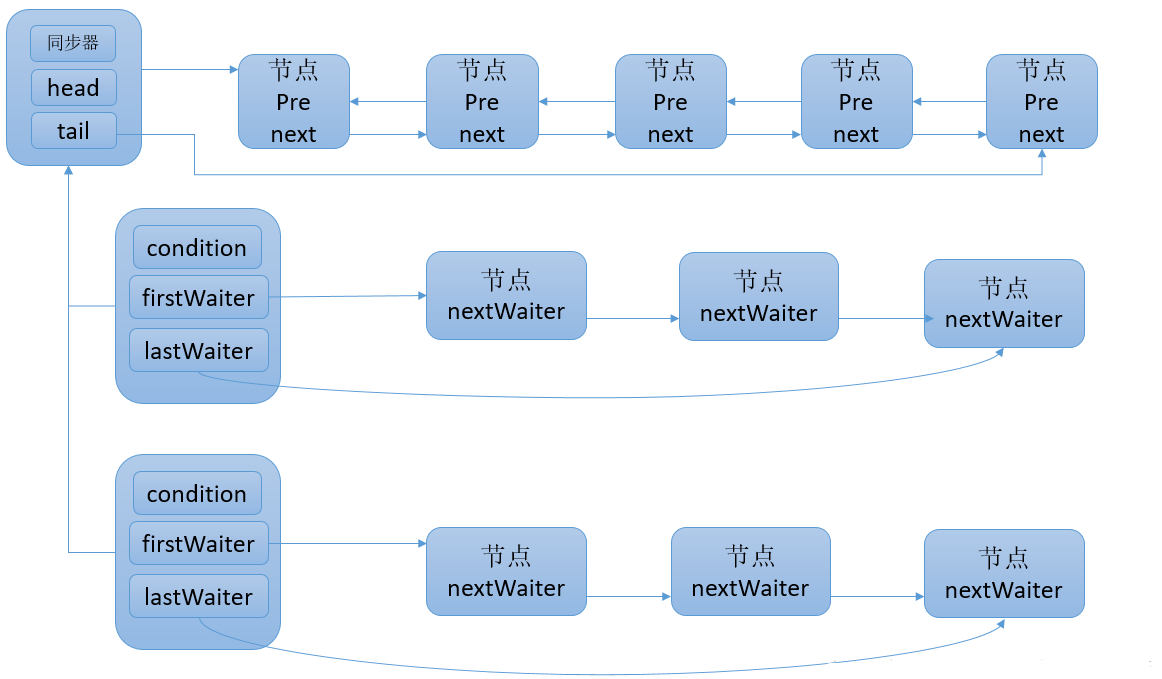 同步器
head
tail
节点
Pre
next
节点
Pre
next
节点
Pre
next
节点
Pre
next
节点
Pre
next
condition
firstWaiter
lastWaiter
节点
nextWaiter
节点
nextWaiter
节点
nextWaiter
condition
firstWaiter
lastWaiter
节点
nextWaiter
节点
nextWaiter
节点
nextWaiter